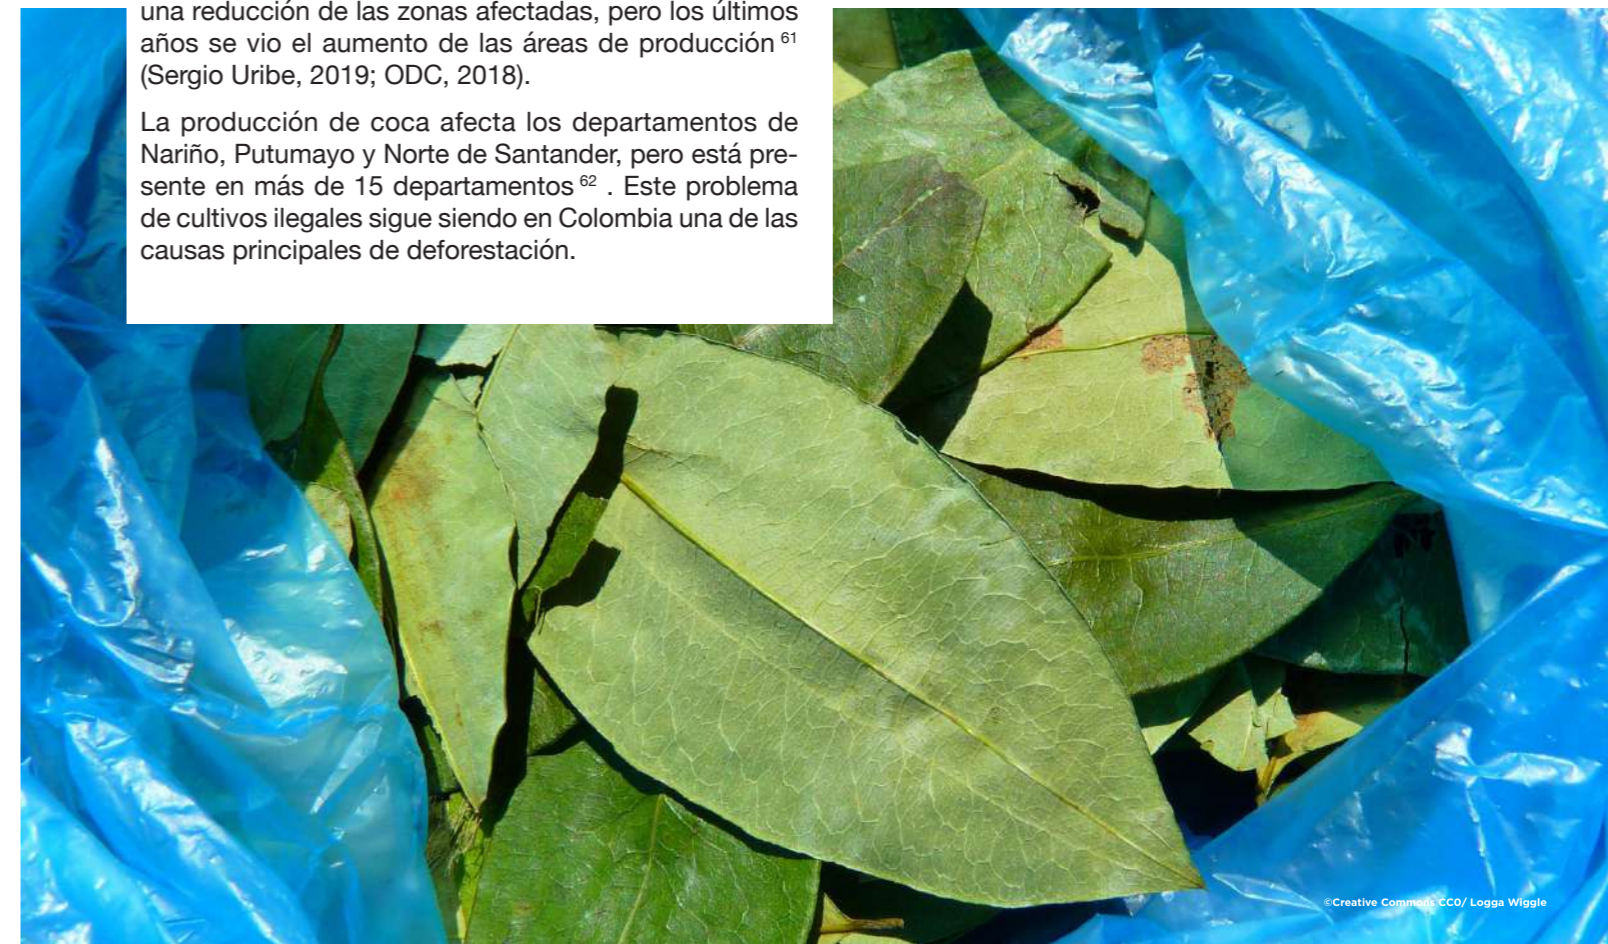 una reducción de las zonas afectadas, pero los últimos
años se vio el aumento de las áreas de producción 61
(Sergio Uribe, 2019; ODC, 2018).
La producción de coca afecta los departamentos de
Nariño, Putumayo y Norte de Santander, pero está pre-
sente en más de 15 departamentos 62 . Este problema
de cultivos ilegales sigue siendo en Colombia una de las
causas principales de deforestación.
©Creative Commons CC0/ Logga Wiggle